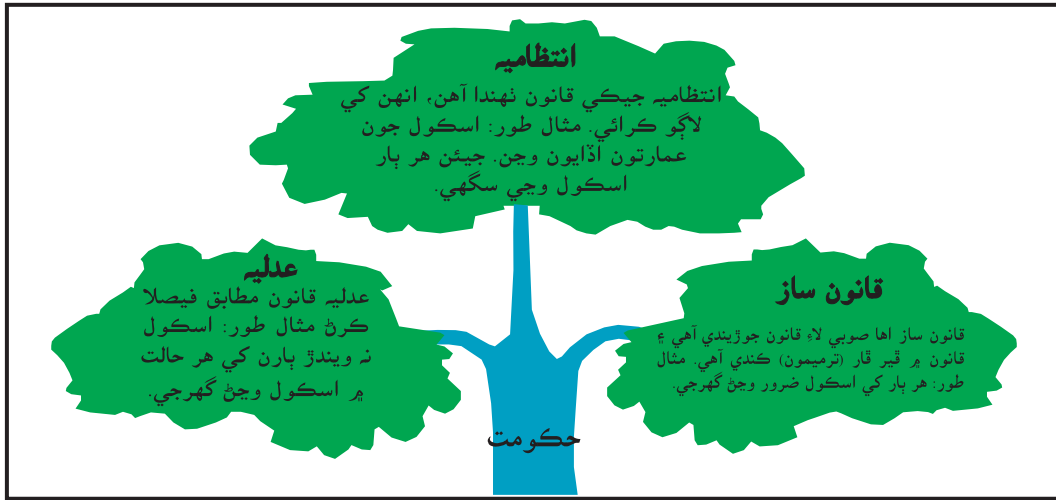 انتظاميہ
انتظاميہ جيڪي قانون ٺهندا آهن، انهن کي
لاڳو ڪرائي. مثال طور: اسڪول جون
عمارتون اڏايون وڃن. جيئن هر ٻار
اسڪول وڃي سگهي.
قانون ساز
قانون ساز اها صوبي لاءِ قانون جوڙيندي آهي ۽
قانون ۾ ڦير ڦار (ترميمون) ڪندي آهي. مثال
طور: هر ٻار کي اسڪول ضرور وڃڻ گهرجي.
عدليہ
عدليہ قانون مطابق فيصلا
ڪرڻ مثال طور: اسڪول
نہ ويندڙ ٻارن کي هر حالت
۾ اسڪول وڃڻ گهرجي.
حڪومت